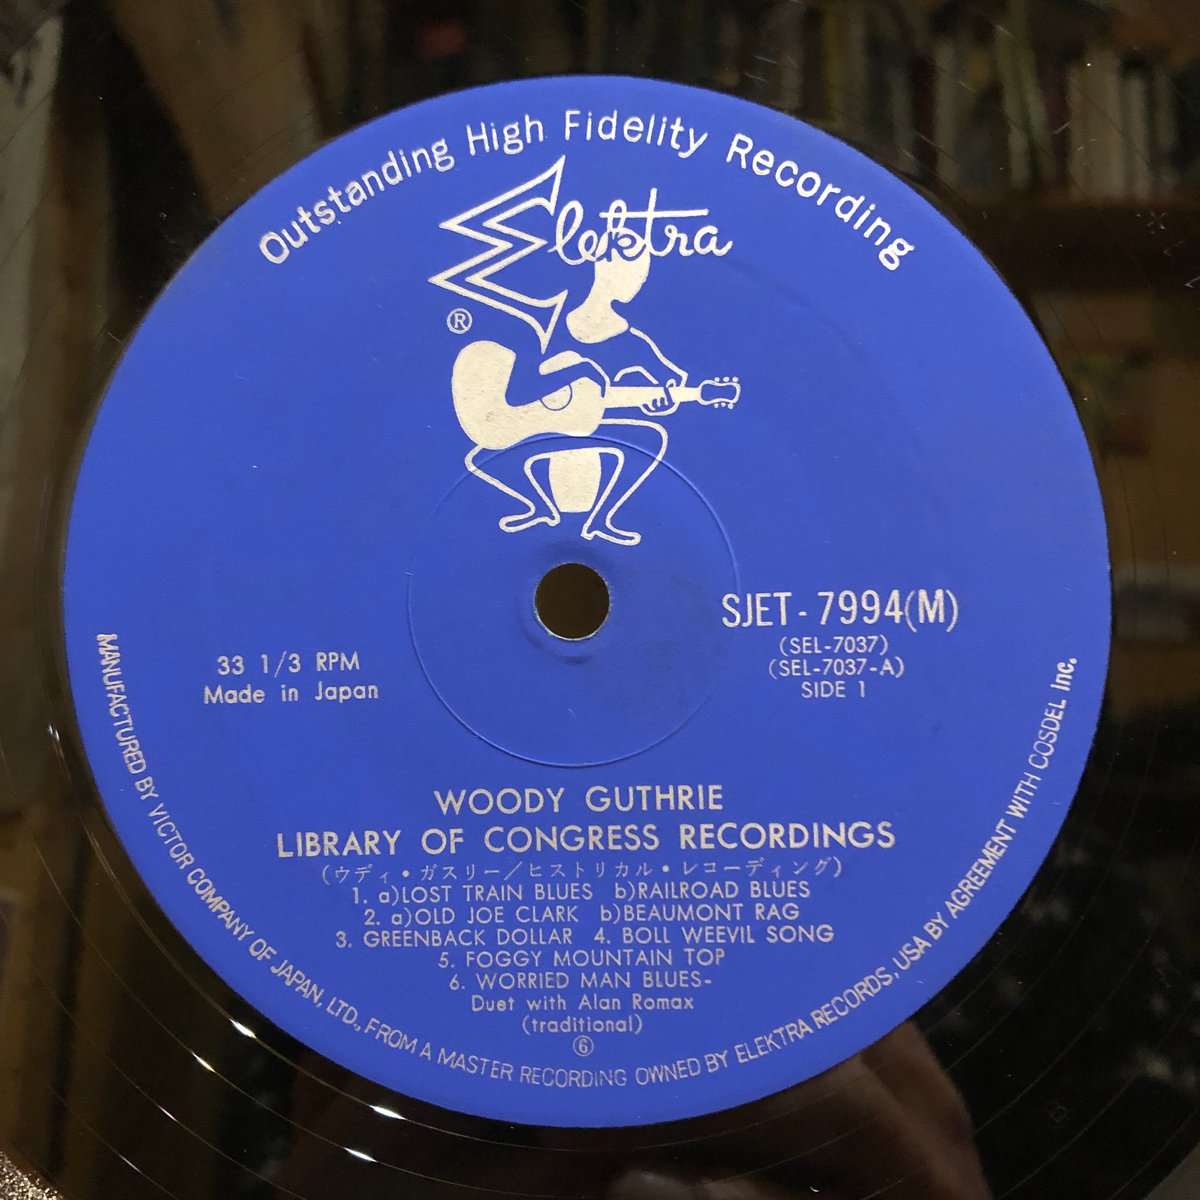 Outstanding High Fidelity Recording
Elektra
®
SJET-7994(M)
(SEL-7037)
(SEL-7037-A)
SIDE 1
33 1/3 RPM
Made in Japan
WOODY GUTHRIE
LIBRARY OF CONGRESS RECORDINGS
(ウディ・ガスリー/ヒストリカル・レコーディング)
1. a)LOST TRAIN BLUES b)RAILROAD BLUES
2. a)OLD JOE CLARK b)BEAUMONT RAG
3. GREENBACK DOLLAR 4. BOLL WEEVIL SONG
5. FOGGY MOUNTAIN TOP
6. WORRIED MAN BLUES-
Duet with Alan Romax
(traditional)
⑥
MANUFACTURED BY VICTOR COMPANY OF JAPAN, LTD., FROM A MASTER RECORDING OWNED BY ELEKTRA RECORDS, USA BY AGREEMENT WITH COSDEL Inc.